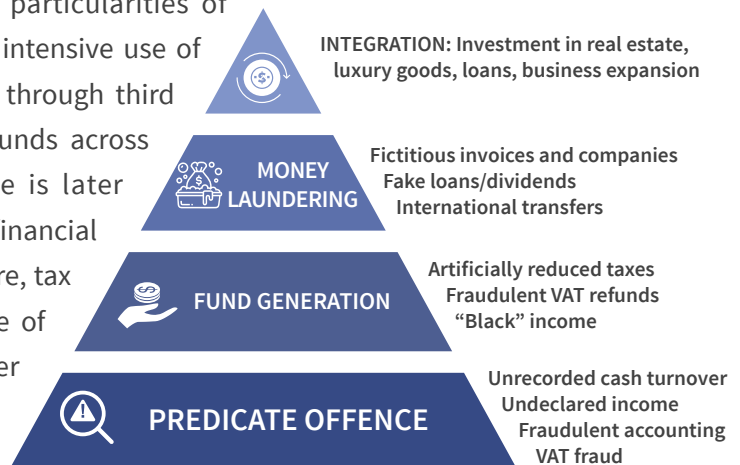 particularities of
intensive use of
through third
unds across
e is later
inancial
re, tax
e of
er
INTEGRATION: Investment in real estate,
luxury goods, loans, business expansion
MONEY
LAUNDERING
Fictitious invoices and companies
Fake loans/dividends
International transfers
FUND GENERATION
Artificially reduced taxes
Fraudulent VAT refunds
“Black” income
PREDICATE OFFENCE
Unrecorded cash turnover
Undeclared income
Fraudulent accounting
VAT fraud